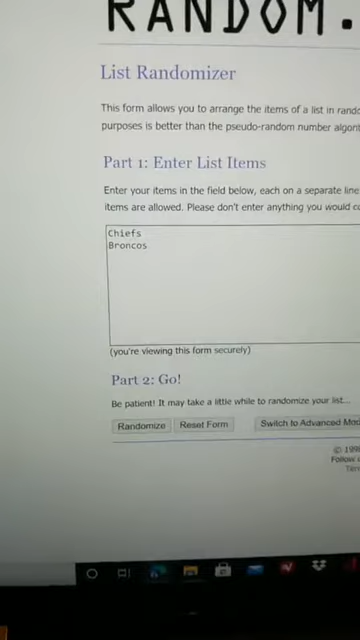 RANDOM.
List Randomizer
This form allows you to arrange the items of a list in
purposes is better than the pseudo-random number
Part 1: Enter List Items
Enter your items in the field below, each on a separate line
items are allowed. Please don't enter anything you would
Chiefs
Broncos
(you're viewing this form securely)
Part 2: Go!
Be patient! It may take a little while to randomize your list...
Randomize Reset Form Switch to Advanced
© 199
Follow